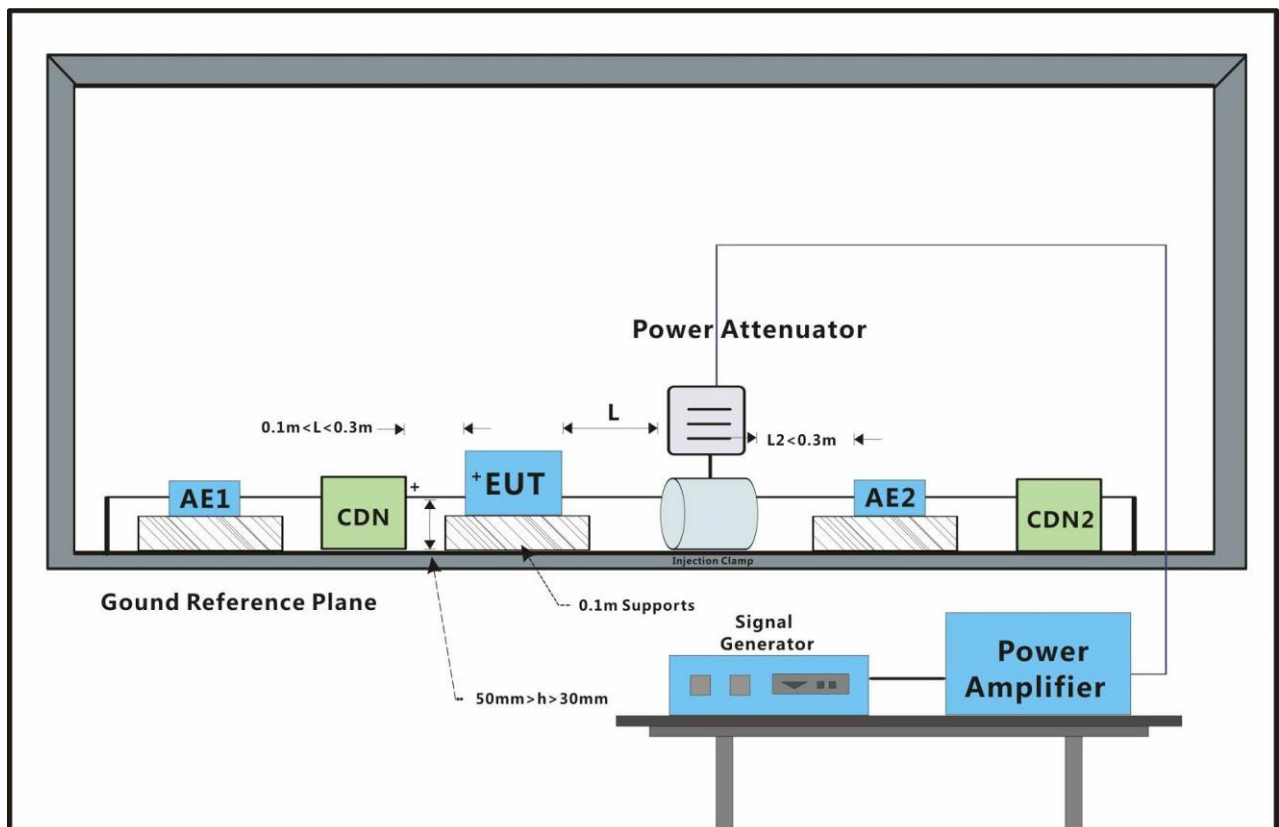 Power Attenuator
0.1m<L<0.3m
L
L2<0.3m
AE1
CDN
+
+EUT
AE2
CDN2
Injection Clamp
Gound Reference Plane
0.1m Supports
50mm>h>30mm
Signal
Generator
Power
Amplifier